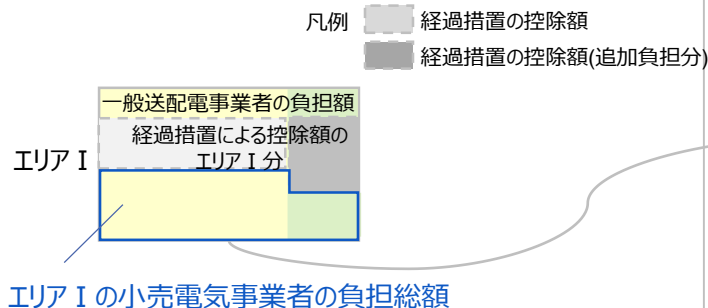 凡例 経過措置の控除額
経過措置の控除額(追加負担分)
一般送配電事業者の負担額
経過措置による控除額の
エリアⅠ分
エリアⅠ
エリアⅠの小売電気事業者の負担総額